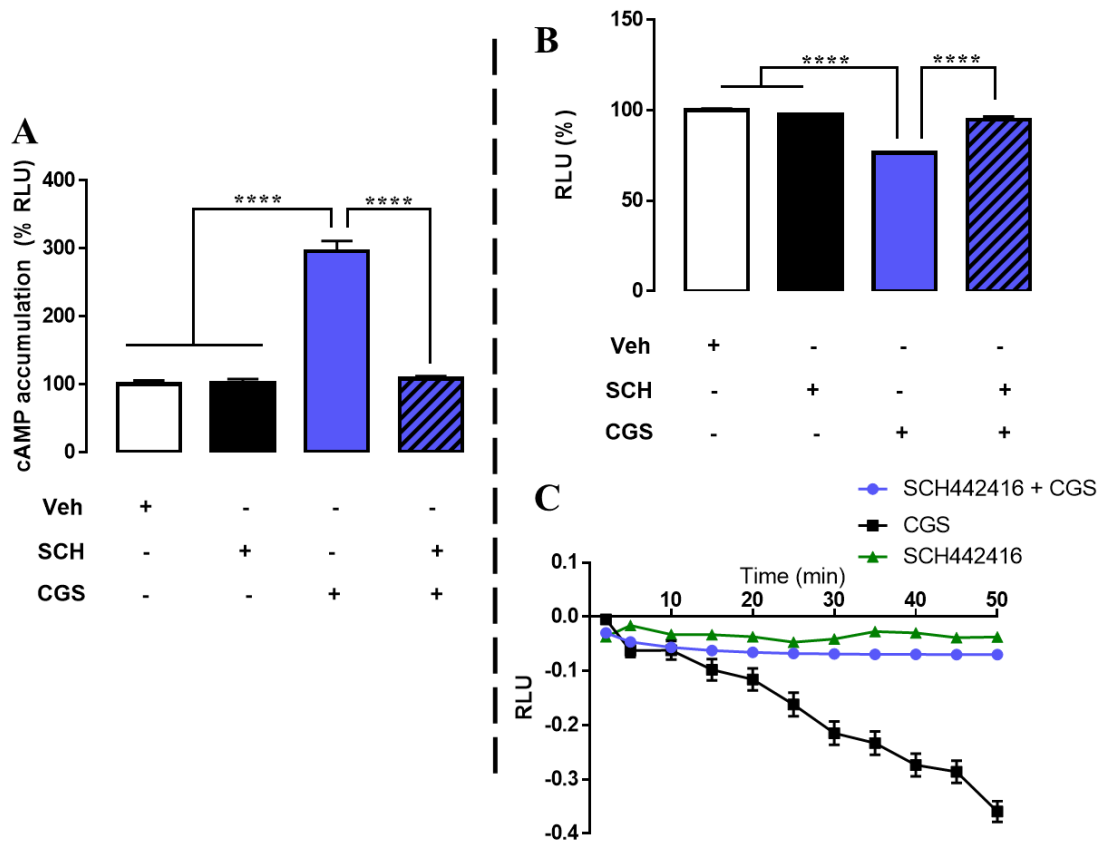 A
cAMP accumulation (% RLU)
400
300
200
100
0
**** ****
Veh + - - -
SCH - + - +
CGS - - + +
B
RLU (%)
150
100
50
0
**** ****
Veh + - - -
SCH - + - +
CGS - - + +
C
SCH442416 + CGS
CGS
SCH442416
RLU
0.1
0.0
-0.1
-0.2
-0.3
-0.4
Time (min)
10 20 30 40 50